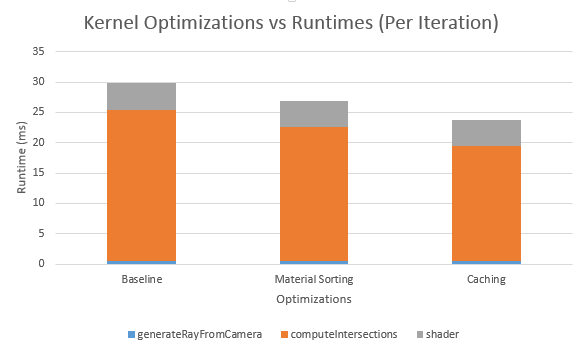 Kernel Optimizations vs Runtimes (Per Iteration)
35
30
25
20
15
10
5
0
Runtime (ms)
Baseline
Material Sorting
Caching
Optimizations
generateRayFromCamera
computeIntersections
shader